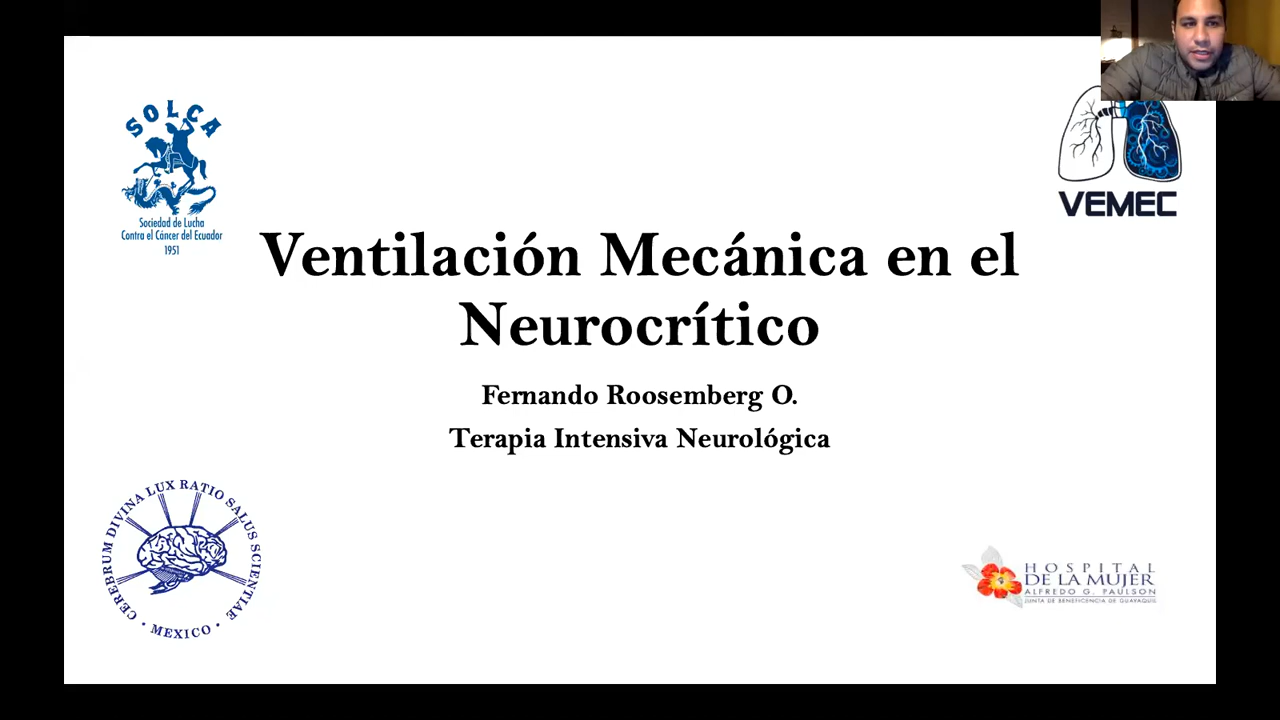 SOLCA
Sociedad de Lucha
Contra el Cáncer del Ecuador
1951
VEMEC
Ventilación Mecánica en el
Neurocrítico
Fernando Roosemberg O.
Terapia Intensiva Neurológica
CEREBRUM DIVINA LUX RATIO SALUS SCIENTIAE
• MEXICO •
HOSPITAL
DE LA MUJER
ALFREDO G. PAULSON
JUNTA DE BENEFICENCIA DE GUAYAQUIL